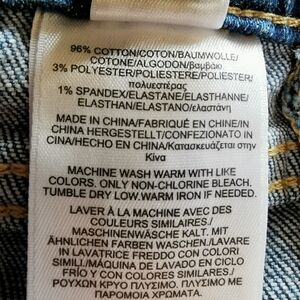 96% COTTON/COTON/BAUMWOLLE/
COTONE/ALGODON/βαμβάκι
3% POLYESTER/POLIESTERE/POLIESTER/
πολυεστέρας
1% SPANDEX/ELASTANE/ELASTHANNE/
ELASTHAN/ELASTANO/ελαστάνη
MADE IN CHINA/FABRIQUÉ EN CHINE/IN
CHINA HERGESTELLT/CONFEZIONATO IN
CINA/HECHO EN CHINA/Κατασκευάζεται στην
Κίνα
MACHINE WASH WARM WITH LIKE
COLORS. ONLY NON-CHLORINE BLEACH.
TUMBLE DRY LOW. WARM IRON IF NEEDED.
LAVER À LA MACHINE AVEC DES
COULEURS SIMILAIRES./
MASCHINENWÄSCHE KALT. MIT
ÄHNLICHEN FARBEN WASCHEN./LAVARE
IN LAVATRICE FREDDO CON COLORI
SIMILI./MÁQUINA DE LAVADO EN CICLO
FRÍO Y CON COLORES SIMILARES./
ΡΟΥΧΩΝ ΚΡΥΟ ΠΛΥΣΙΜΟ. ΠΛΥΣΙΜΟ ΜΕ
ΠΑΡΟΜΟΙΑ ΧΡΩΜΑΤΑ.